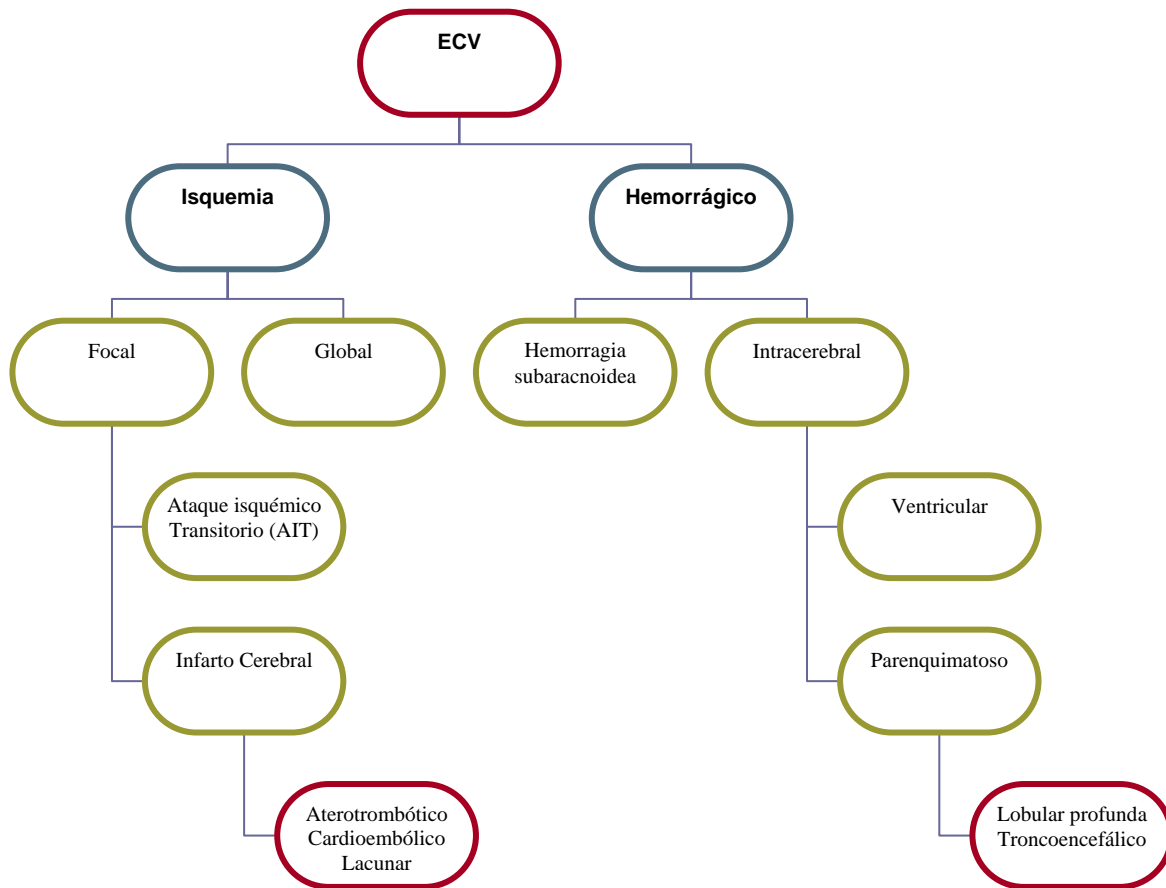 ECV
Isquemia
Hemorrágico
Focal
Global
Hemorragia
subaracnoidea
Intracerebral
Ataque isquémico
Transitorio (AIT)
Ventricular
Infarto Cerebral
Parenquimatoso
Aterotrombótico
Cardioembólico
Lacunar
Lobular profunda
Troncoencefálico